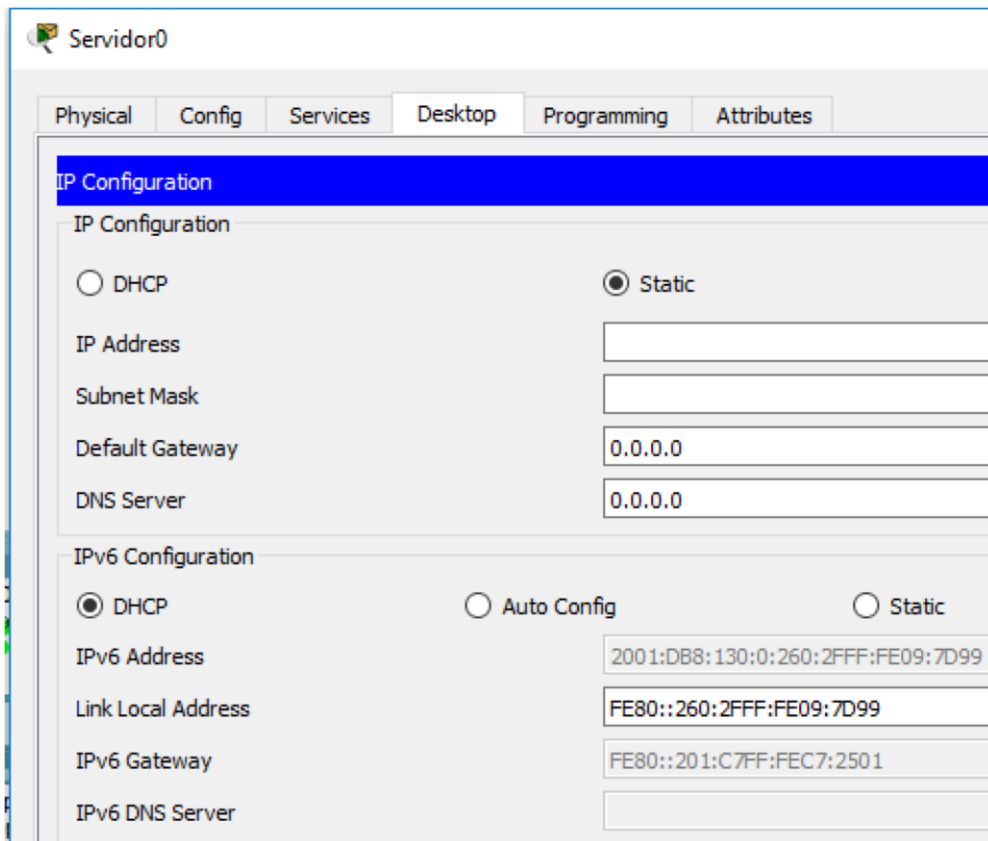 Servidor0
Physical Config Services Desktop Programming Attributes
IP Configuration
IP Configuration
DHCP Static
IP Address
Subnet Mask
Default Gateway 0.0.0.0
DNS Server 0.0.0.0
IPv6 Configuration
DHCP Auto Config Static
IPv6 Address 2001:DB8:130:0:260:2FFF:FE09:7D99
Link Local Address FE80::260:2FFF:FE09:7D99
IPv6 Gateway FE80::201:C7FF:FEC7:2501
IPv6 DNS Server